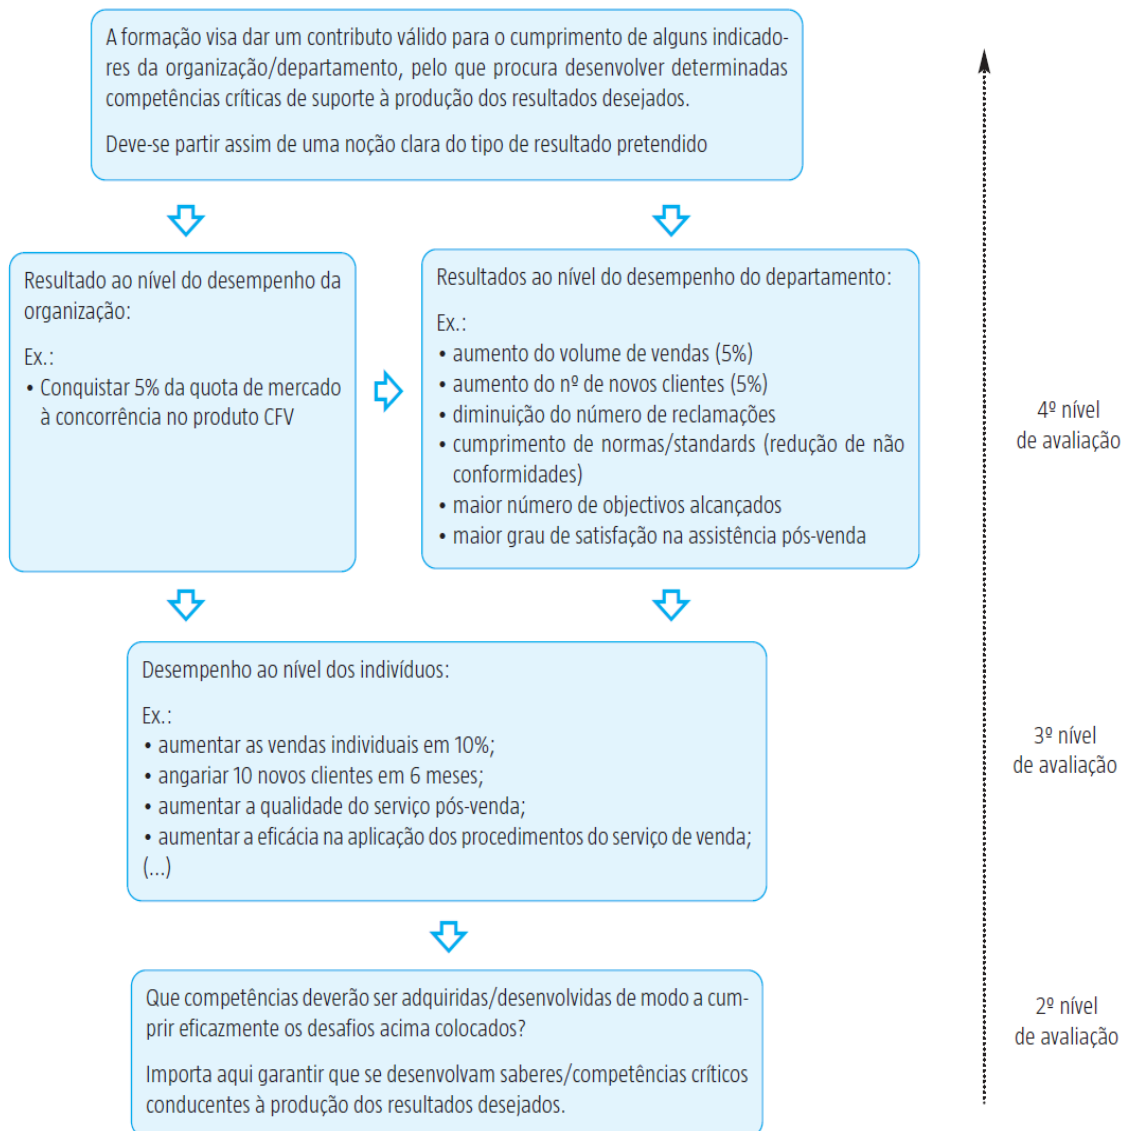 A formação visa dar um contributo válido para o cumprimento de alguns indicado-
res da organização/departamento, pelo que procura desenvolver determinadas
competências críticas de suporte à produção dos resultados desejados.
Deve-se partir assim de uma noção clara do tipo de resultado pretendido
Resultado ao nível do desempenho da
organização:
Ex.:
• Conquistar 5% da quota de mercado
à concorrência no produto CFV
Resultados ao nível do desempenho do departamento:
Ex.:
• aumento do volume de vendas (5%)
• aumento do nº de novos clientes (5%)
• diminuição do número de reclamações
• cumprimento de normas/standards (redução de não
conformidades)
• maior número de objectivos alcançados
• maior grau de satisfação na assistência pós-venda
4º nível
de avaliação
Desempenho ao nível dos indivíduos:
Ex.:
• aumentar as vendas individuais em 10%;
• angariar 10 novos clientes em 6 meses;
• aumentar a qualidade do serviço pós-venda;
• aumentar a eficácia na aplicação dos procedimentos do serviço de venda;
(...)
3º nível
de avaliação
Que competências deverão ser adquiridas/desenvolvidas de modo a cum-
prir eficazmente os desafios acima colocados?
Importa aqui garantir que se desenvolvam saberes/competências críticos
conducentes à produção dos resultados desejados.
2º nível
de avaliação